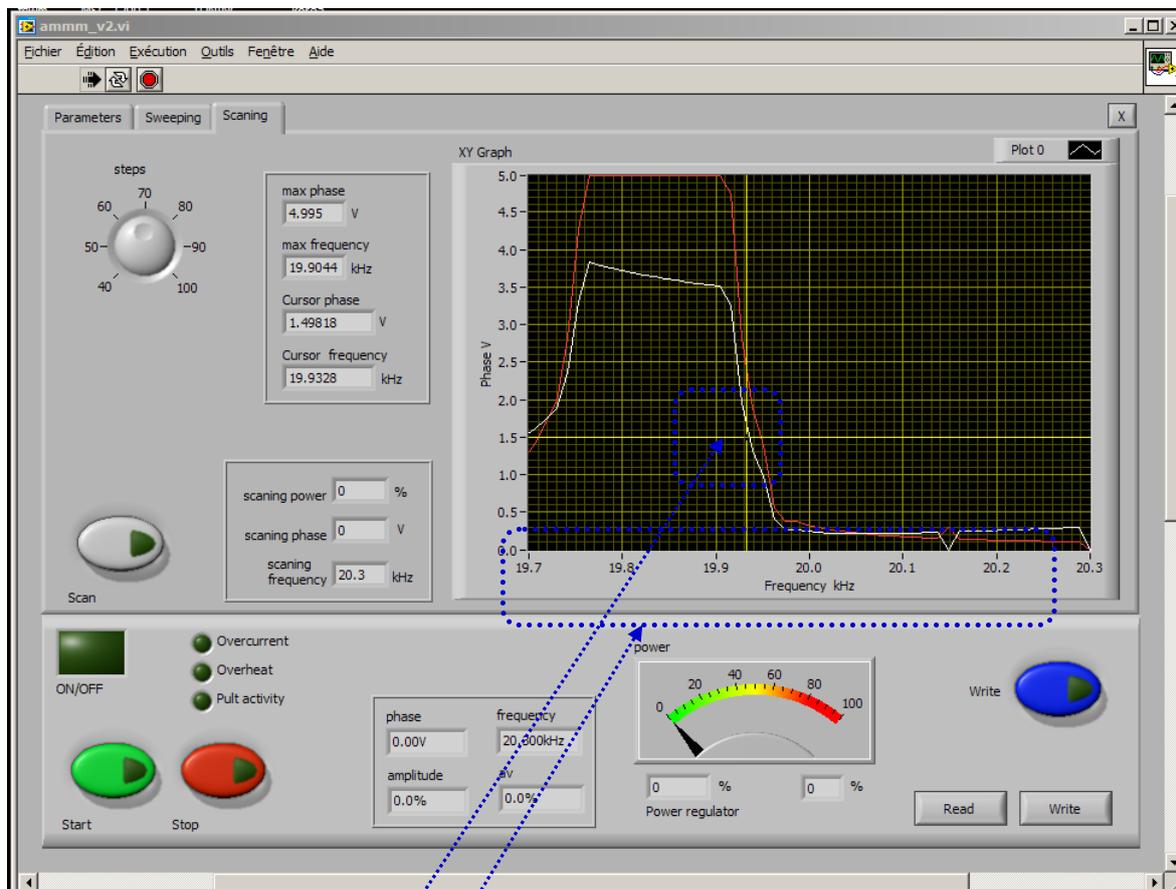 ammm_v2.vi
Fichier Édition Exécution Outils Fenêtre Aide
Parameters Sweeping Scaning X
steps
40 50 60 70 80 90 100
max phase
4.995 V
max frequency
19.9044 kHz
Cursor phase
1.49818 V
Cursor frequency
19.9328 kHz
XY Graph
Plot 0
Phase V
5.0
4.5
4.0
3.5
3.0
2.5
2.0
1.5
1.0
0.5
0.0
19.7 19.8 19.9 20.0 20.1 20.2 20.3
Frequency kHz
scaning power 0 %
scaning phase 0 V
scaning frequency 20.3 kHz
Scan
ON/OFF
Overcurrent
Overheat
Pult activity
Start
Stop
phase
0.00V
frequency
20,300kHz
amplitude
0.0%
av
0.0%
power
0 20 40 60 80 100
0 % 0 %
Power regulator
Write
Read
Write